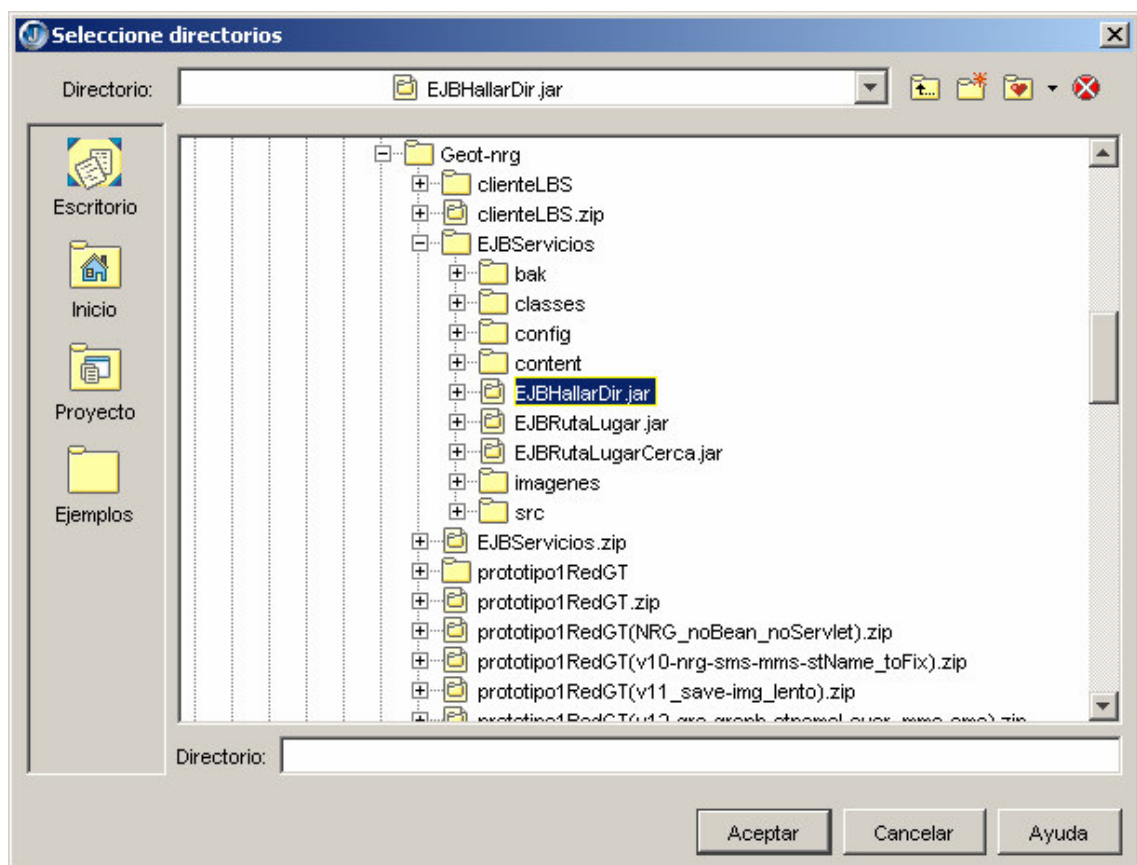 Seleccione directorios
Directorio:
EJBHallarDir.jar
Escritorio
Inicio
Proyecto
Ejemplos
Geot-nrg
clienteLBS
clienteLBS.zip
EJBServicios
bak
classes
config
content
EJBHallarDir.jar
EJBRutaLugar.jar
EJBRutaLugarCerca.jar
imagenes
src
EJBServicios.zip
prototipo1RedGT
prototipo1RedGT.zip
prototipo1RedGT(NRG_noBean_noServlet).zip
prototipo1RedGT(v10-nrg-sms-mms-stName_toFix).zip
prototipo1RedGT(v11_save-img_lento).zip
Directorio:
Aceptar
Cancelar
Ayuda